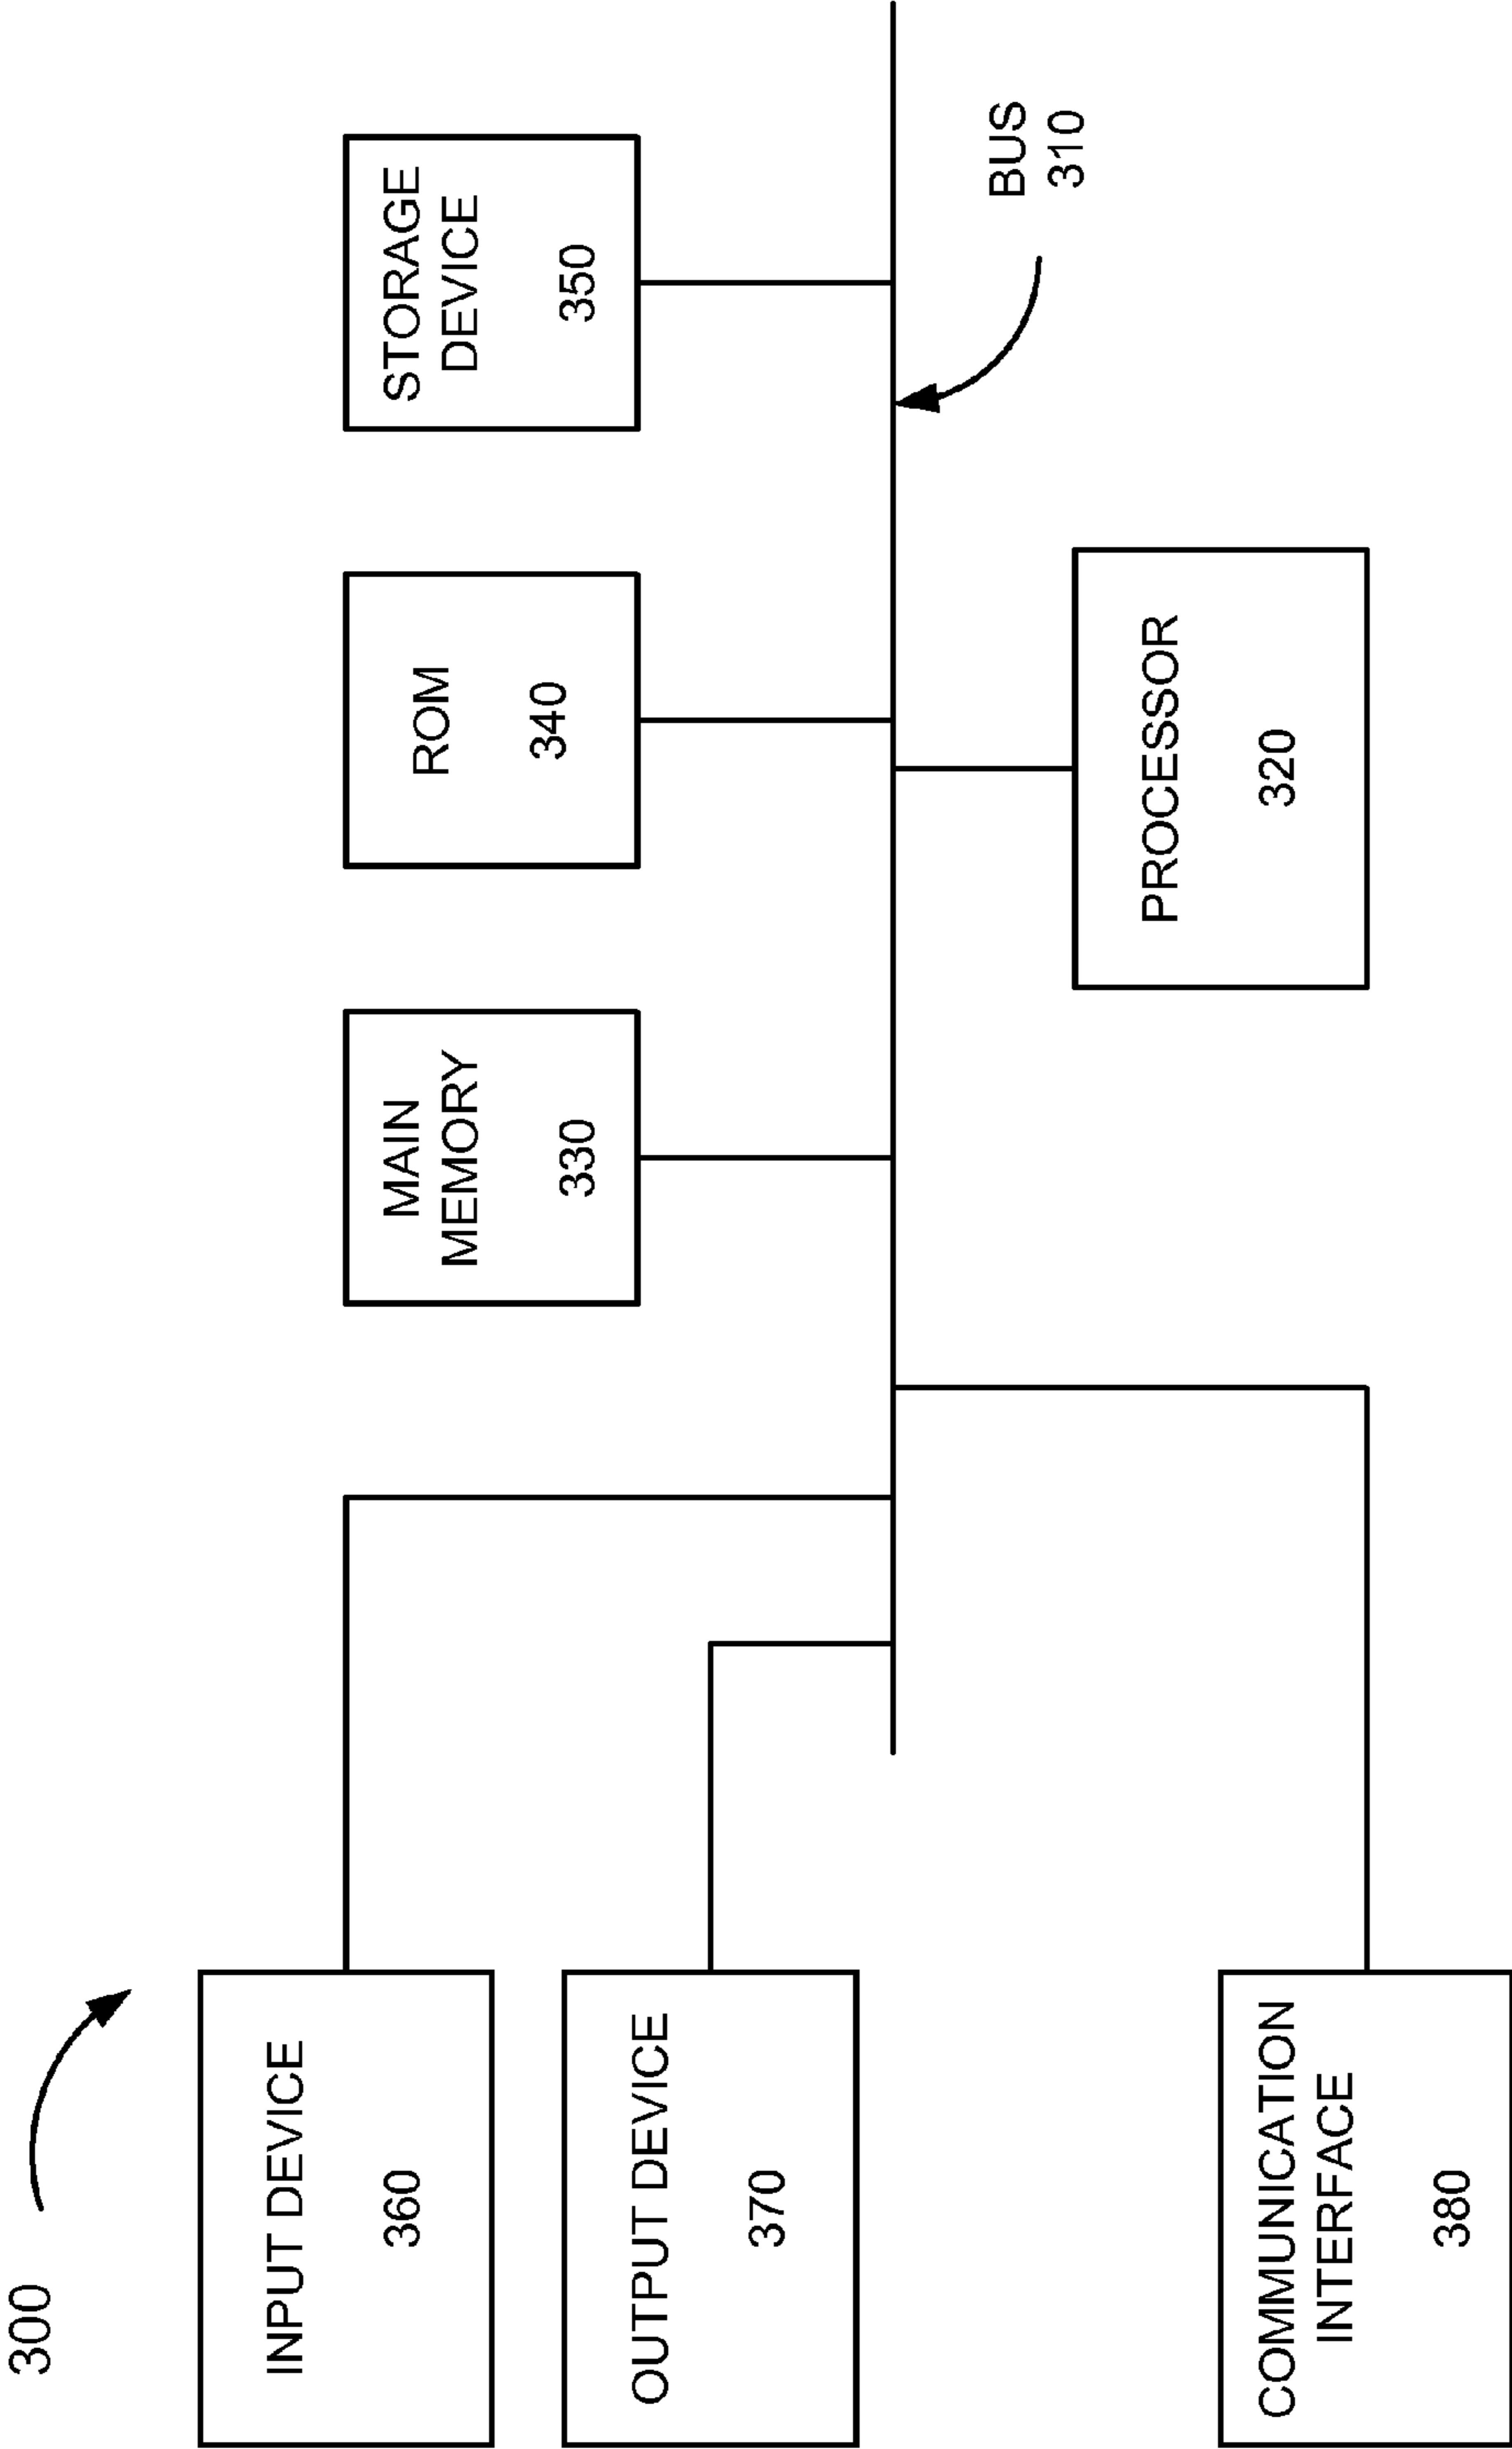 300
INPUT DEVICE
360
OUTPUT DEVICE
370
COMMUNICATION
INTERFACE
380
MAIN
MEMORY
330
ROM
340
STORAGE
DEVICE
350
PROCESSOR
320
BUS
310